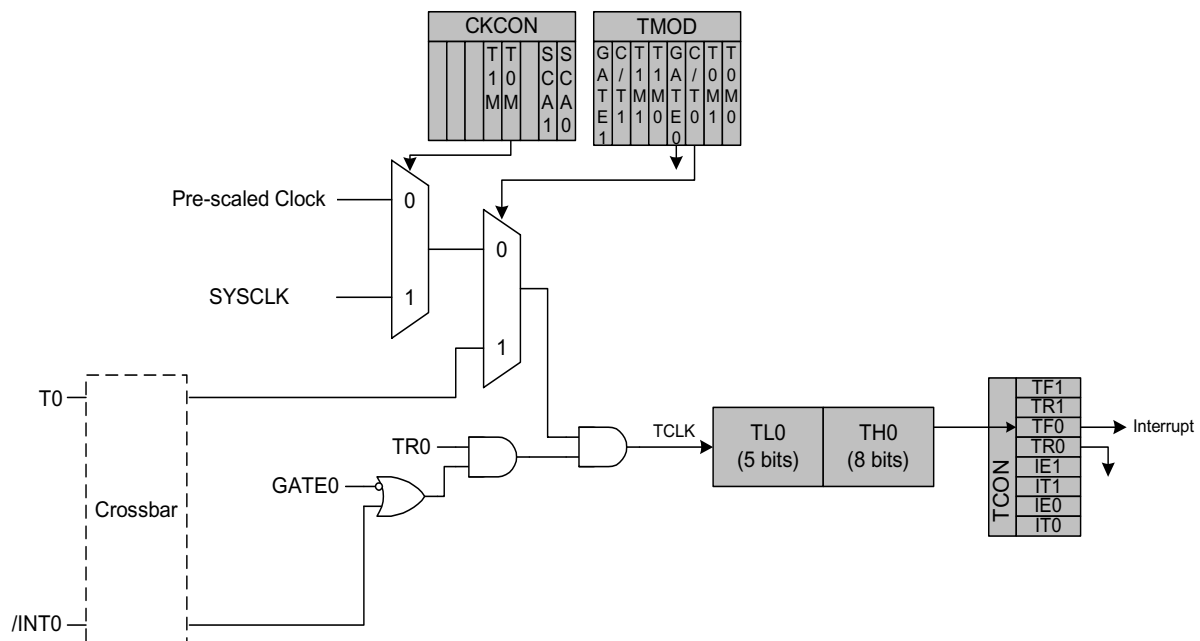 CKCON
T1M
T0M
SCA1
SCA0
TMOD
GATE1
C/T1
T1M1
T1M0
GATE0
C/T0
T0M1
T0M0
Pre-scaled Clock
0
SYSCLK
1
0
1
T0
Crossbar
/INT0
TR0
GATE0
TCLK
TL0
(5 bits)
TH0
(8 bits)
TCON
TF1
TR1
TF0
TR0
IE1
IT1
IE0
IT0
Interrupt